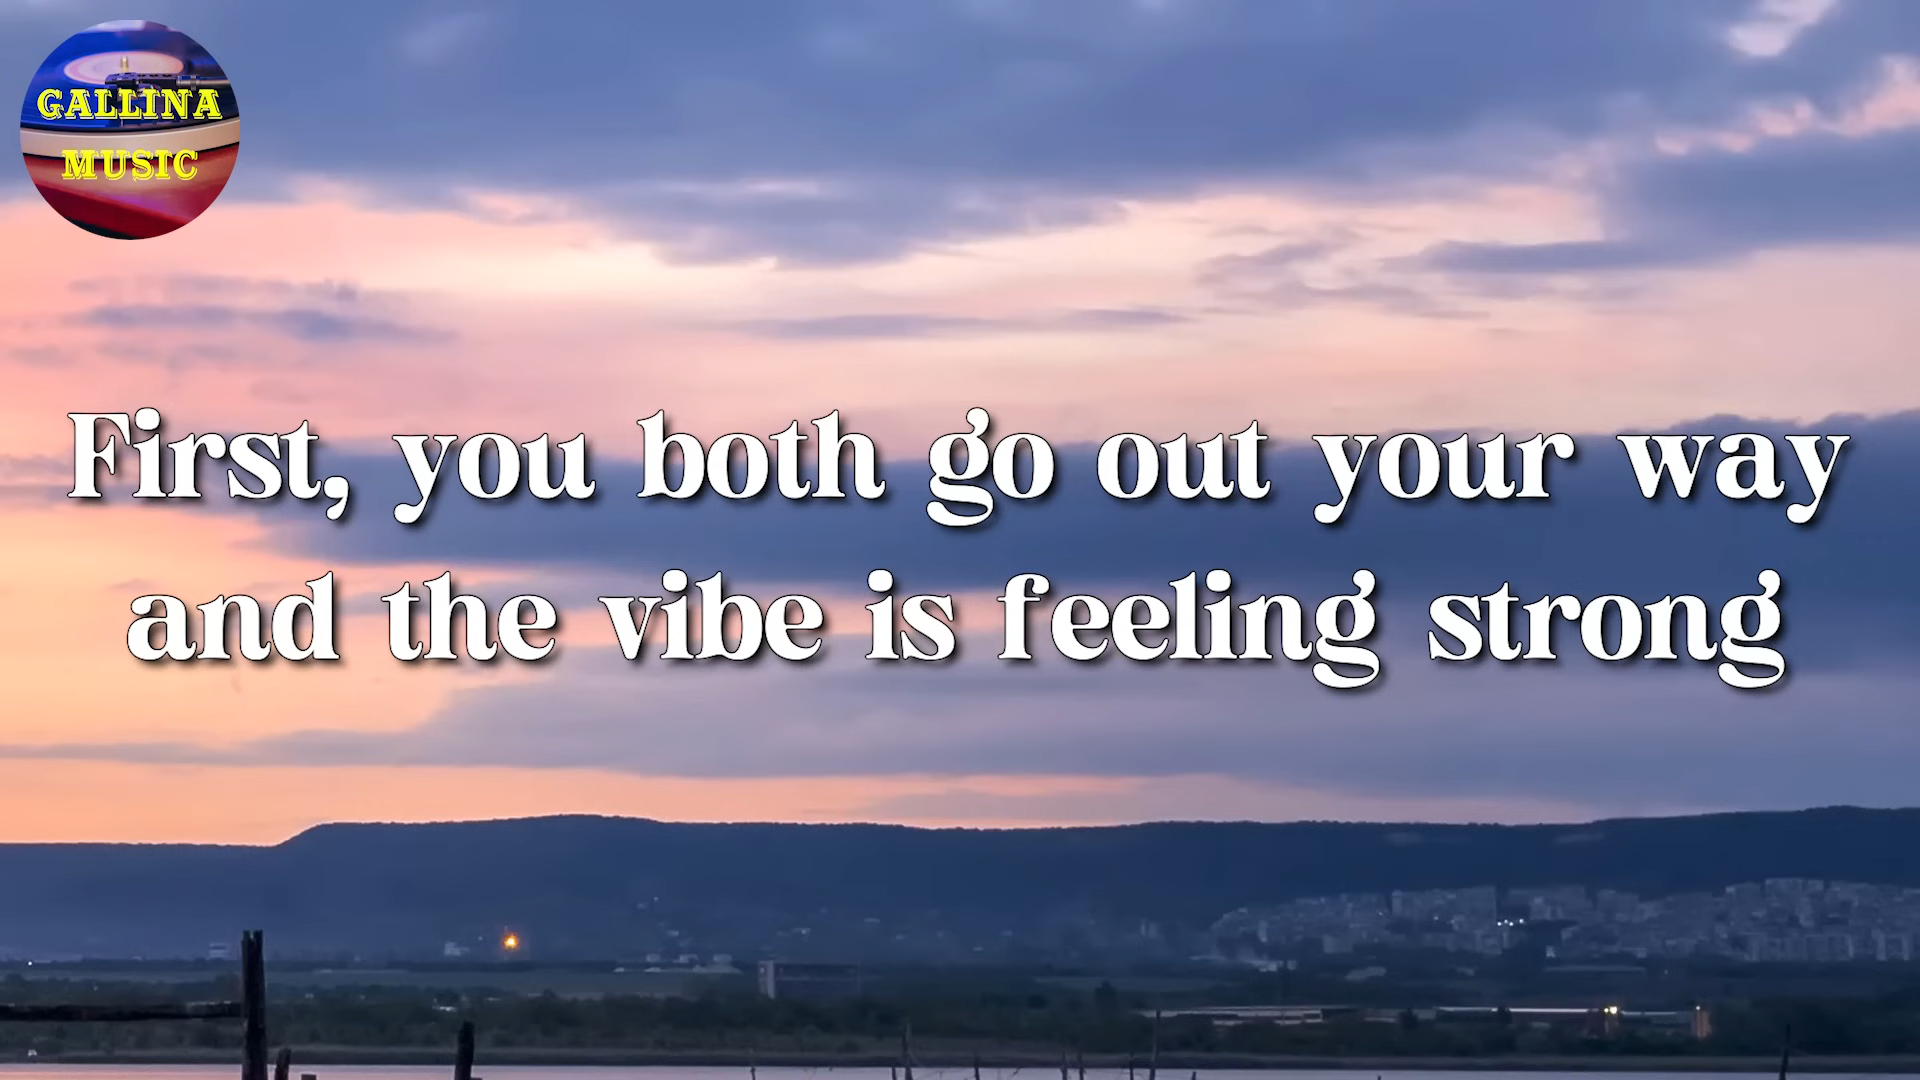 GALLINA
MUSIC
First, you both go out your way
and the vibe is feeling strong